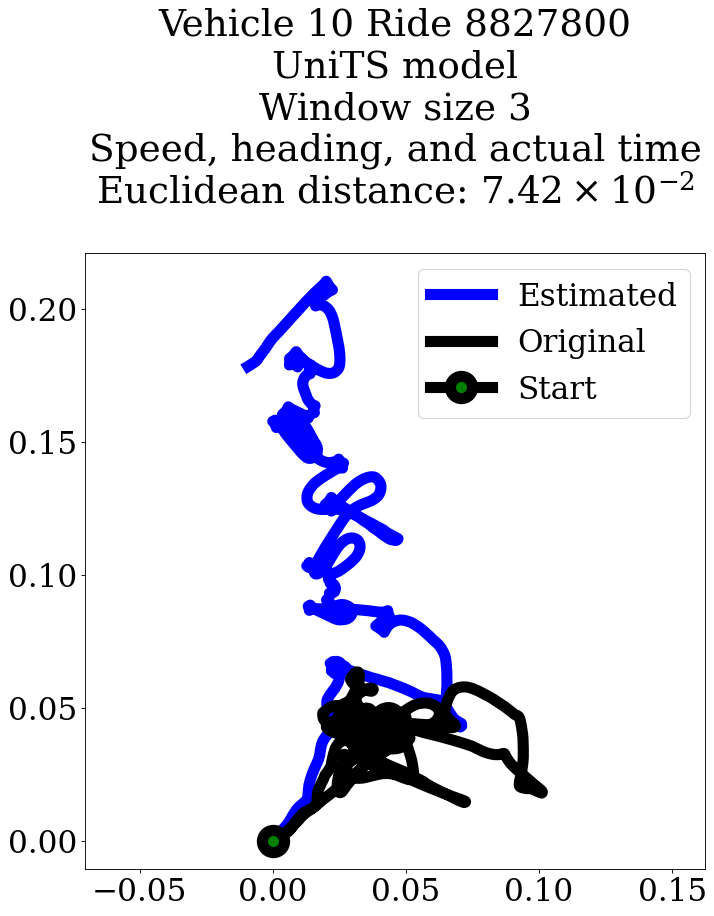 Vehicle 10 Ride 8827800
UniTS model
Window size 3
Speed, heading, and actual time
Euclidean distance: 7.42 × 10⁻²
Estimated
Original
Start
0.20
0.15
0.10
0.05
0.00
−0.05 0.00 0.05 0.10 0.15